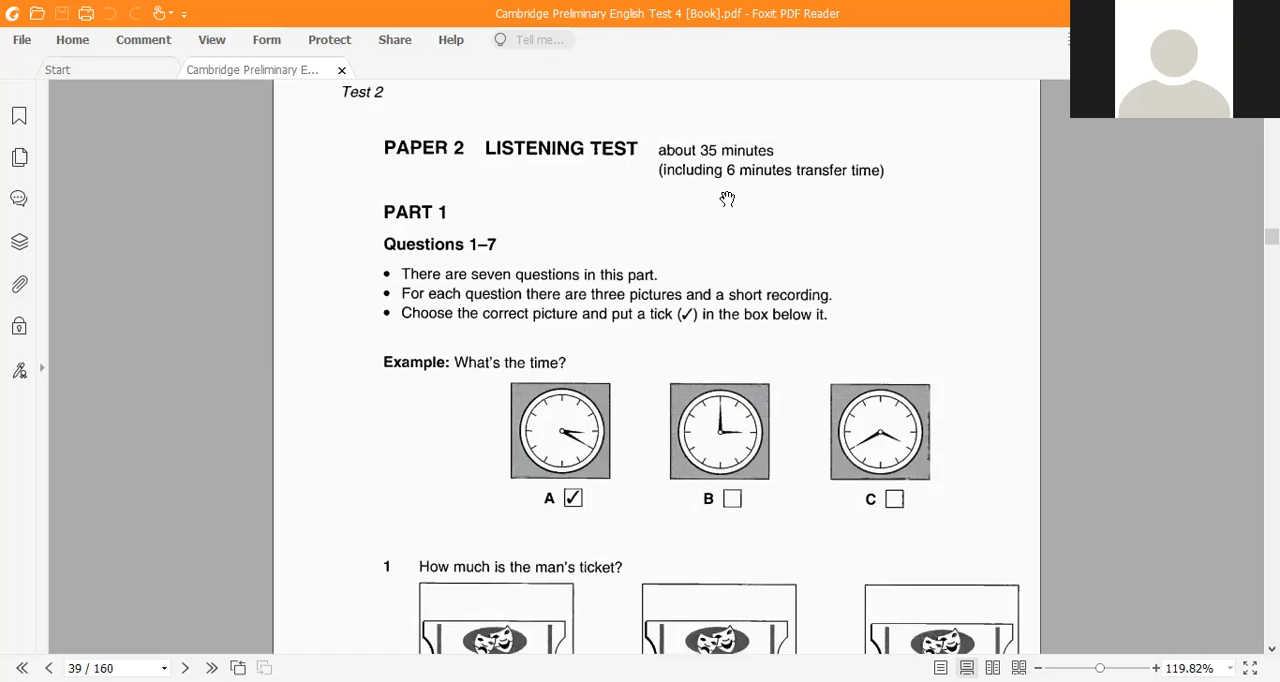 Cambridge Preliminary English Test 4 [Book].pdf - Foxit PDF Reader
File Home Comment View Form Protect Share Help Tell me...
Start Cambridge Preliminary E...
Test 2
PAPER 2 LISTENING TEST about 35 minutes
(including 6 minutes transfer time)
PART 1
Questions 1–7
• There are seven questions in this part.
• For each question there are three pictures and a short recording.
• Choose the correct picture and put a tick (✓) in the box below it.
Example: What's the time?
A ✓ B C
1 How much is the man's ticket?
39 / 160 119.82%